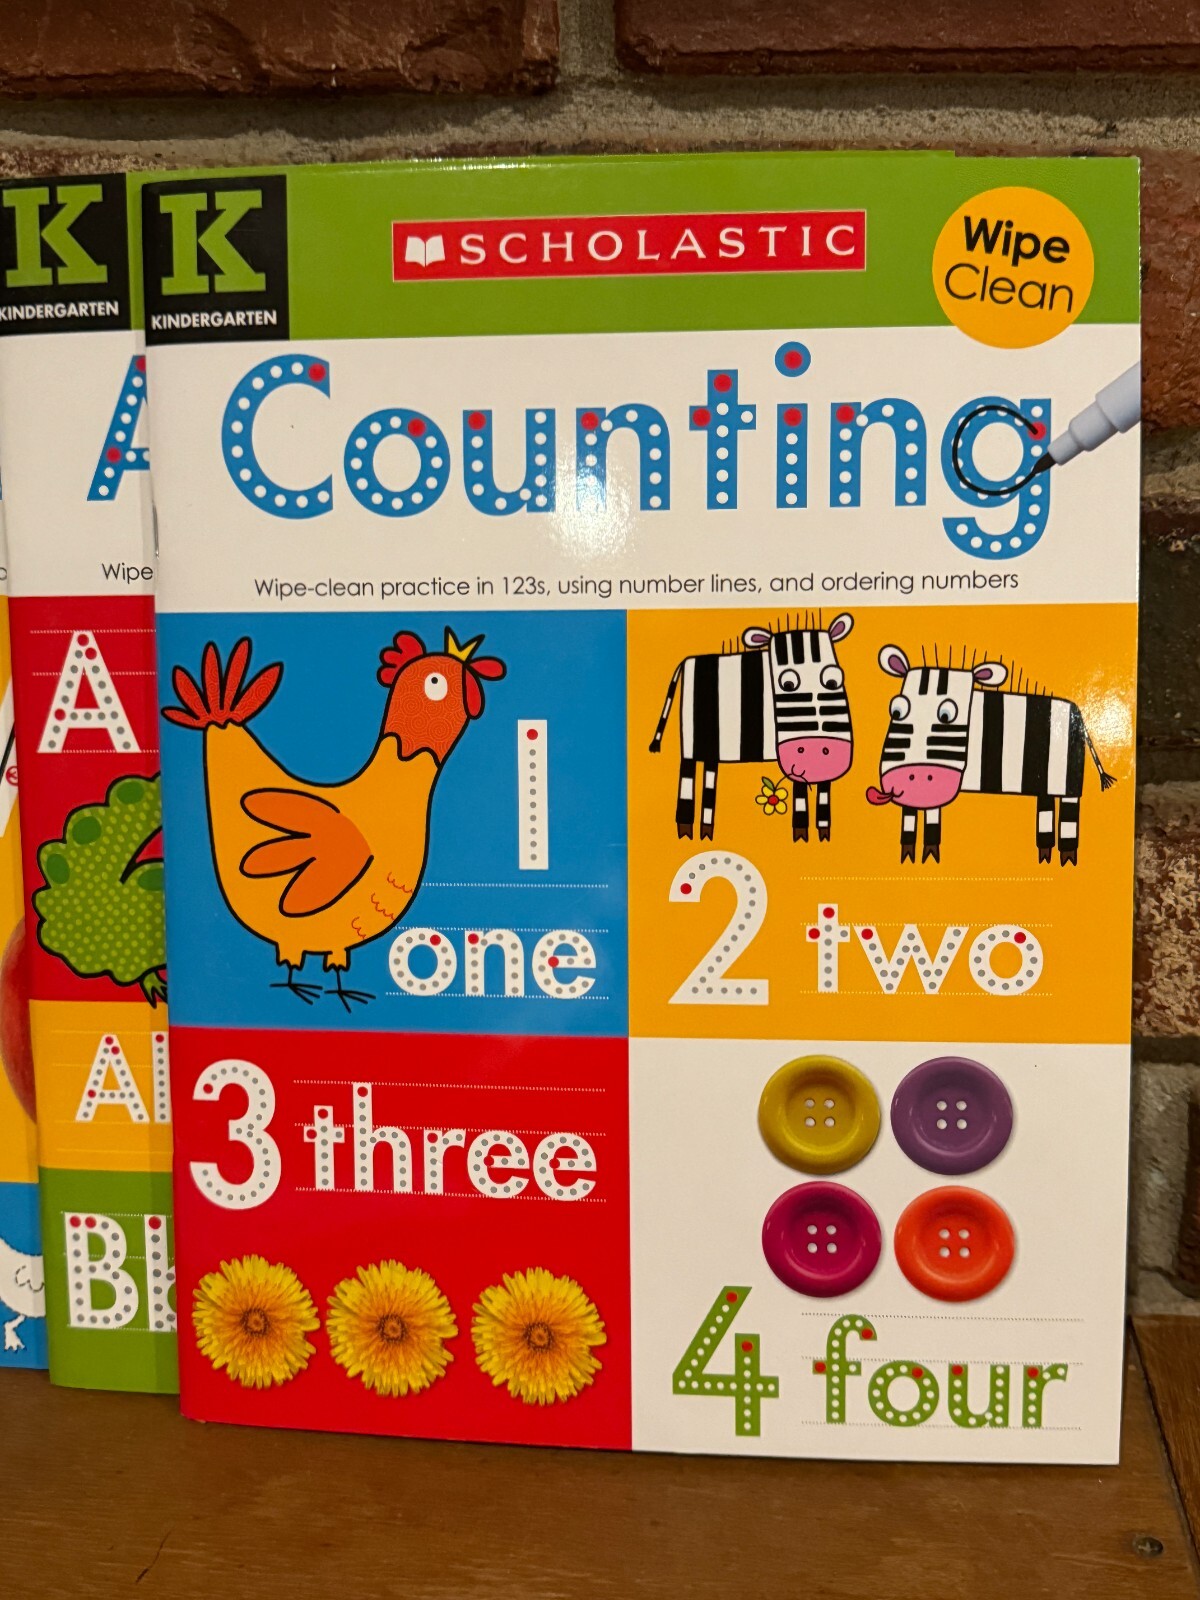 K
KINDERGARTEN
A
Wipe
A
Bb
K
KINDERGARTEN
SCHOLASTIC
Wipe
Clean
Counting
Wipe-clean practice in 123s, using number lines, and ordering numbers
1
one
2 two
3 three
4 four